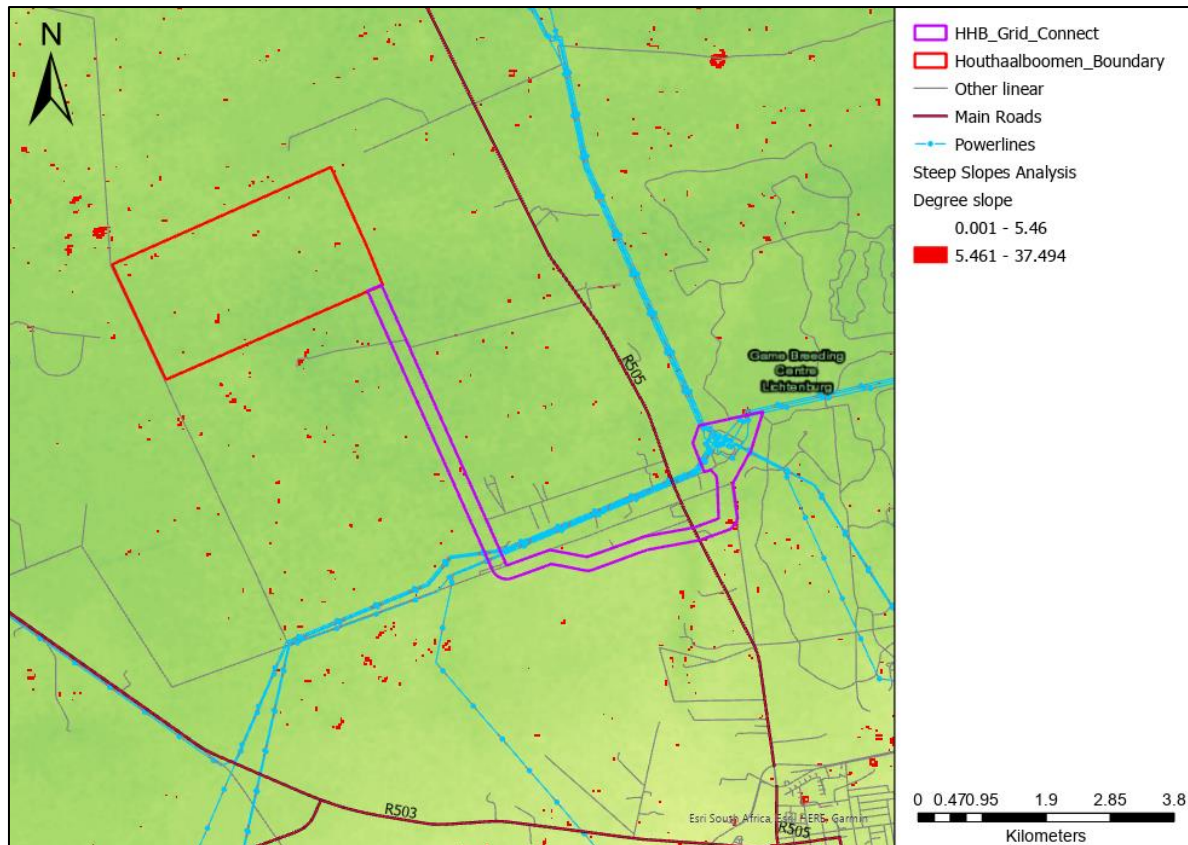 N
R505
Game Breeding
Centre
Lichtenburg
R503
R505
Esri South Africa, Esri, HERE, Garmin
HHB_Grid_Connect
Houthaalboomen_Boundary
Other linear
Main Roads
Powerlines
Steep Slopes Analysis
Degree slope
0.001 - 5.46
5.461 - 37.494
0 0.470.95 1.9 2.85 3.8
Kilometers